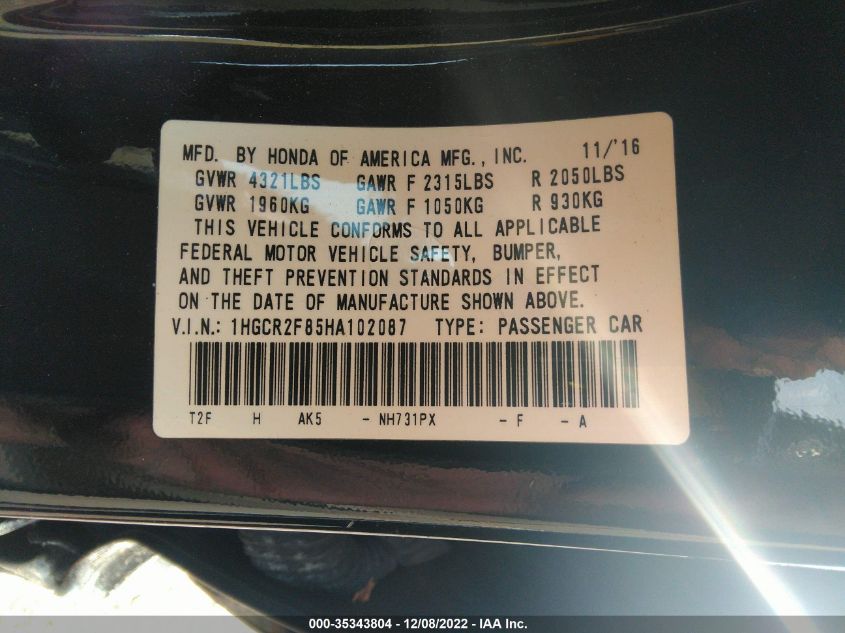 MFD. BY HONDA OF AMERICA MFG., INC. 11/'16
GVWR 4321LBS GAWR F 2315LBS R 2050LBS
GVWR 1960KG GAWR F 1050KG R 930KG
THIS VEHICLE CONFORMS TO ALL APPLICABLE
FEDERAL MOTOR VEHICLE SAFETY, BUMPER,
AND THEFT PREVENTION STANDARDS IN EFFECT
ON THE DATE OF MANUFACTURE SHOWN ABOVE.
V.I.N.: 1HGCR2F85HA102087 TYPE: PASSENGER CAR
T2F H AK5 - NH731PX - F - A
000-35343804 - 12/08/2022 - IAA Inc.